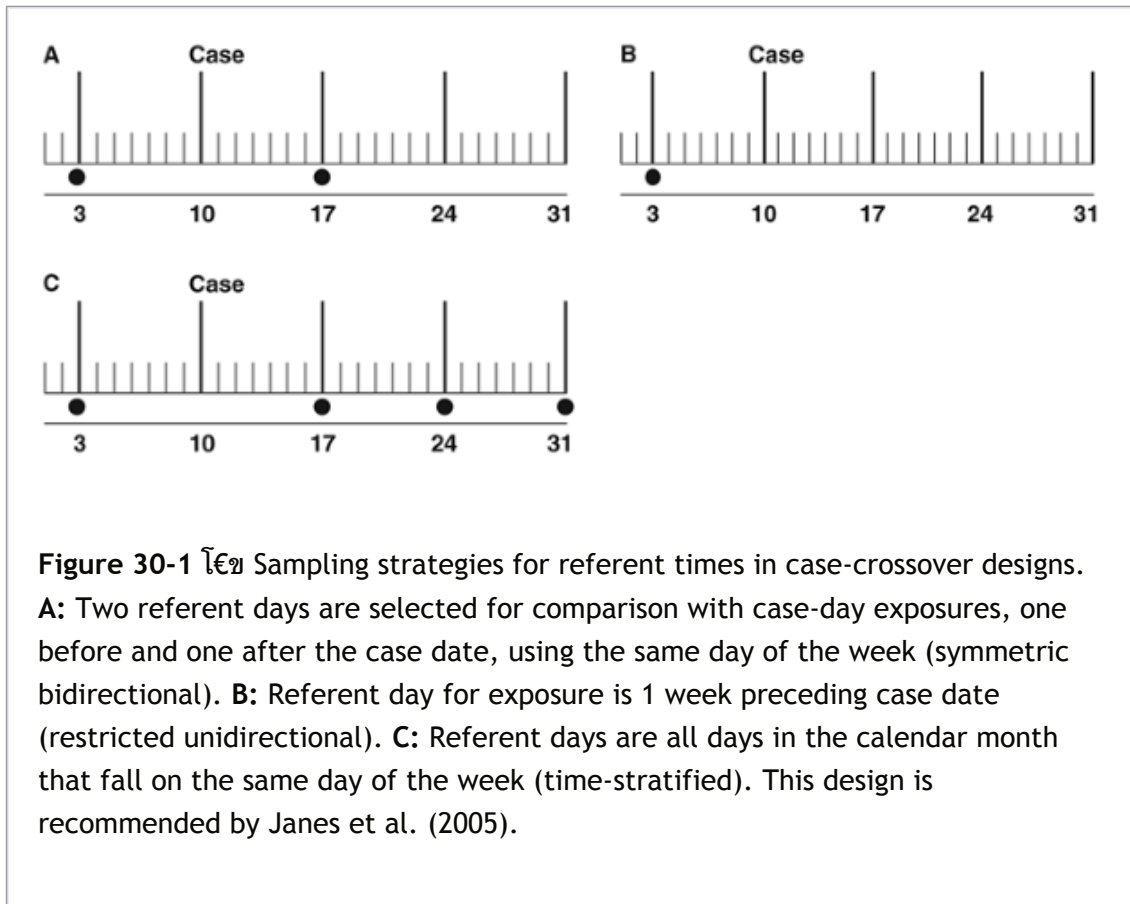 A Case
3 10 17 24 31
B Case
3 10 17 24 31
C Case
3 10 17 24 31
Figure 30-1 โ€ข Sampling strategies for referent times in case-crossover designs.
A: Two referent days are selected for comparison with case-day exposures, one
before and one after the case date, using the same day of the week (symmetric
bidirectional). B: Referent day for exposure is 1 week preceding case date
(restricted unidirectional). C: Referent days are all days in the calendar month
that fall on the same day of the week (time-stratified). This design is
recommended by Janes et al. (2005).